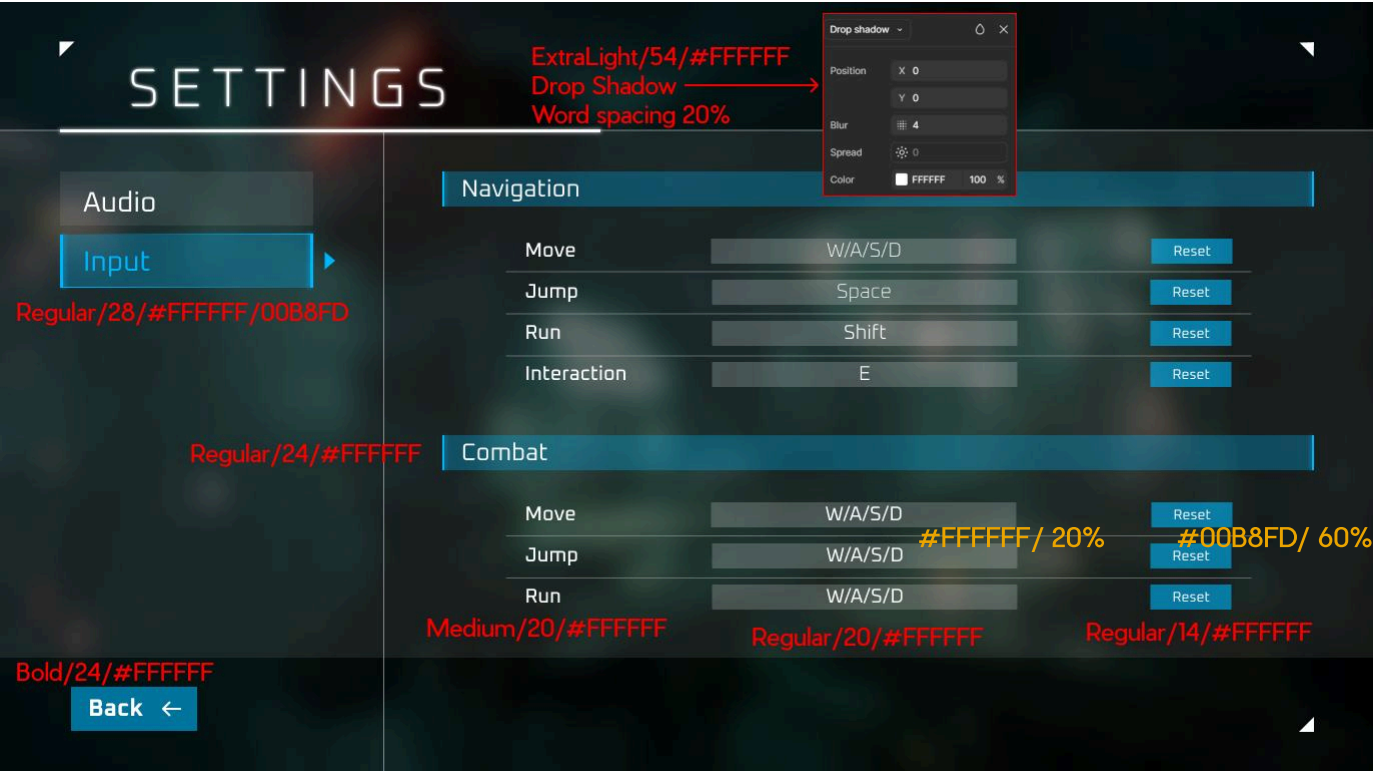 SETTINGS
ExtraLight/54/#FFFFFF
Drop Shadow
Word spacing 20%
Drop shadow
Position X 0
Y 0
Blur 4
Spread 0
Color FFFFFF 100 %
Audio
Input
Regular/28/#FFFFFF/00B8FD
Navigation
Move W/A/S/D Reset
Jump Space Reset
Run Shift Reset
Interaction E Reset
Regular/24/#FFFFFF
Combat
Move W/A/S/D Reset
#FFFFFF/ 20% #00B8FD/ 60%
Jump W/A/S/D Reset
Run W/A/S/D Reset
Medium/20/#FFFFFF Regular/20/#FFFFFF Regular/14/#FFFFFF
Bold/24/#FFFFFF
Back ←